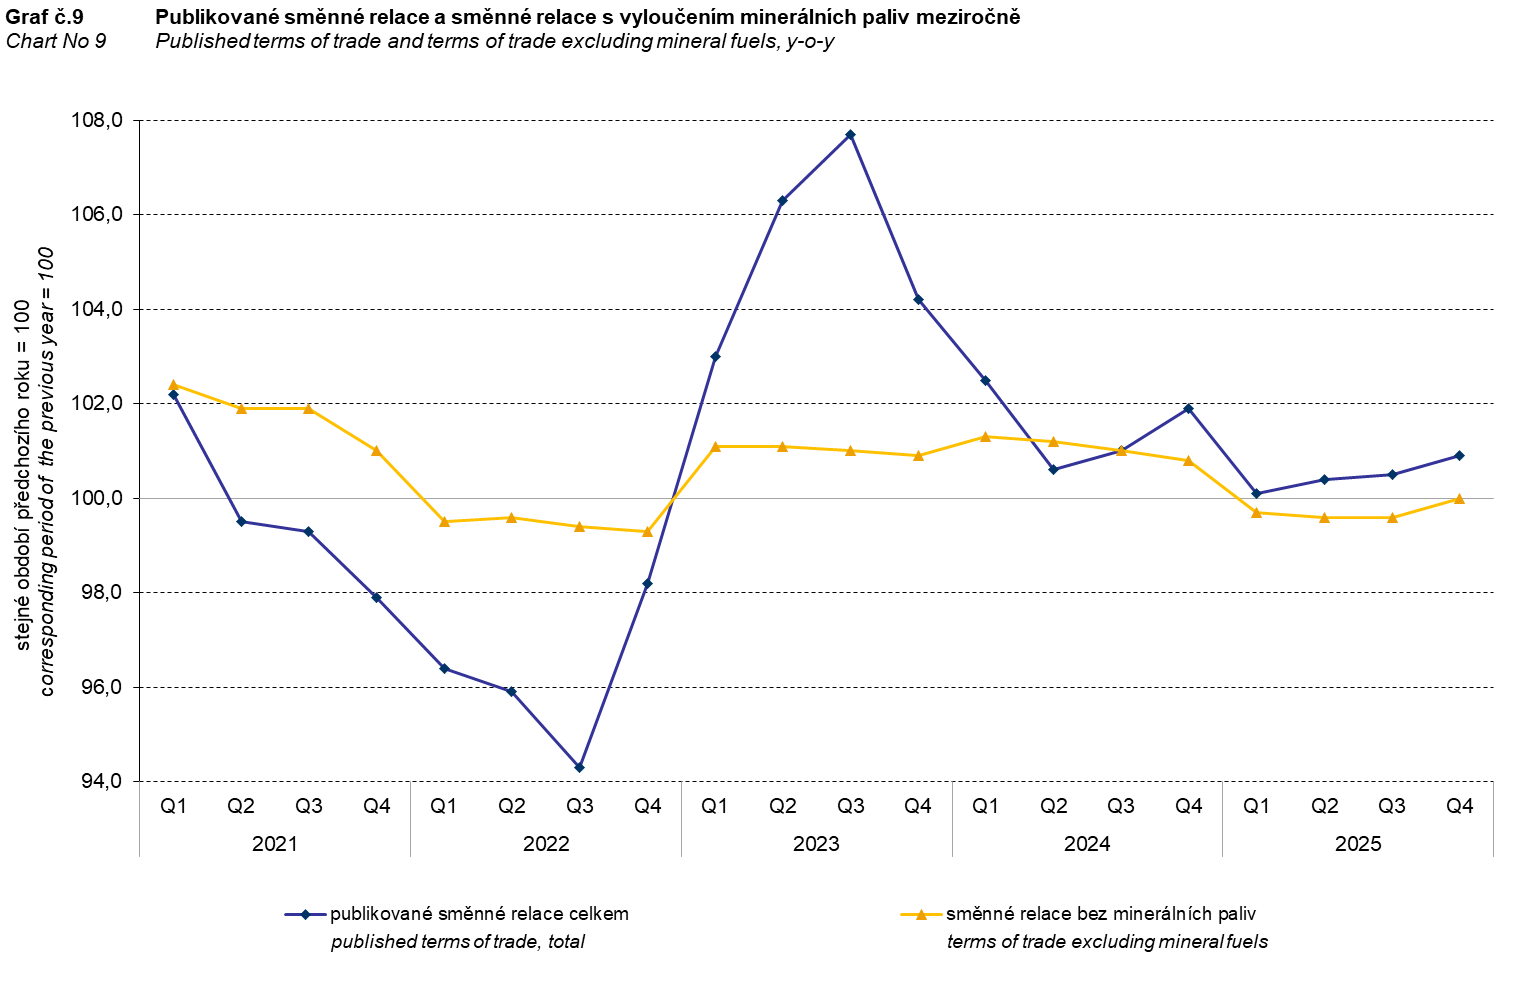 Graf č.9 Publikované směnné relace a směnné relace s vyloučením minerálních paliv meziročně
Chart No 9 Published terms of trade and terms of trade excluding mineral fuels, y-o-y
stejné období předchozího roku = 100
corresponding period of the previous year = 100
108,0
106,0
104,0
102,0
100,0
98,0
96,0
94,0
Q1 Q2 Q3 Q4 Q1 Q2 Q3 Q4 Q1 Q2 Q3 Q4 Q1 Q2 Q3 Q4 Q1 Q2 Q3 Q4
2021 2022 2023 2024 2025
publikované směnné relace celkem
published terms of trade, total
směnné relace bez minerálních paliv
terms of trade excluding mineral fuels